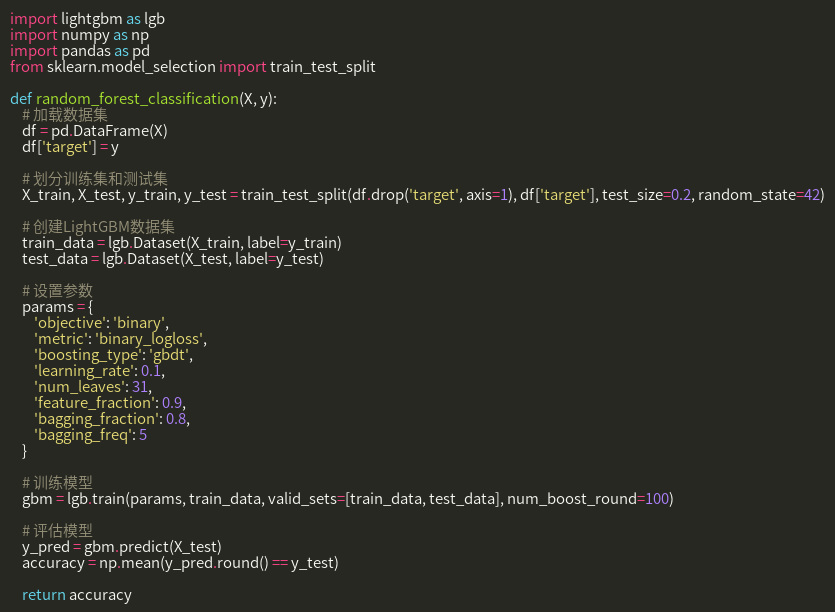 import lightgbm as lgb
import numpy as np
import pandas as pd
from sklearn.model_selection import train_test_split

def random_forest_classification(X, y):
    # 加载数据集
    df = pd.DataFrame(X)
    df['target'] = y

    # 划分训练集和测试集
    X_train, X_test, y_train, y_test = train_test_split(df.drop('target', axis=1), df['target'], test_size=0.2, random_state=42)

    # 创建LightGBM数据集
    train_data = lgb.Dataset(X_train, label=y_train)
    test_data = lgb.Dataset(X_test, label=y_test)

    # 设置参数
    params = {
        'objective': 'binary',
        'metric': 'binary_logloss',
        'boosting_type': 'gbdt',
        'learning_rate': 0.1,
        'num_leaves': 31,
        'feature_fraction': 0.9,
        'bagging_fraction': 0.8,
        'bagging_freq': 5
    }

    # 训练模型
    gbm = lgb.train(params, train_data, valid_sets=[train_data, test_data], num_boost_round=100)

    # 评估模型
    y_pred = gbm.predict(X_test)
    accuracy = np.mean(y_pred.round() == y_test)

    return accuracy